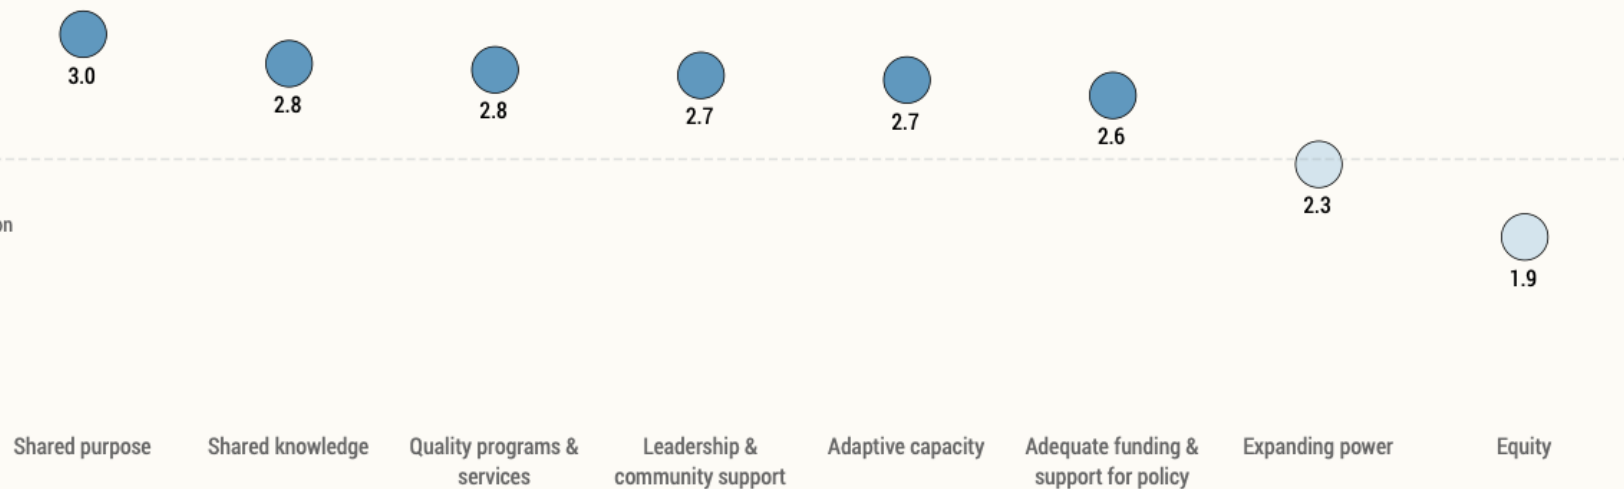 3.0
2.8
2.8
2.7
2.7
2.6
2.3
on
1.9
Shared purpose
Shared knowledge
Quality programs &
services
Leadership &
community support
Adaptive capacity
Adequate funding &
support for policy
Expanding power
Equity